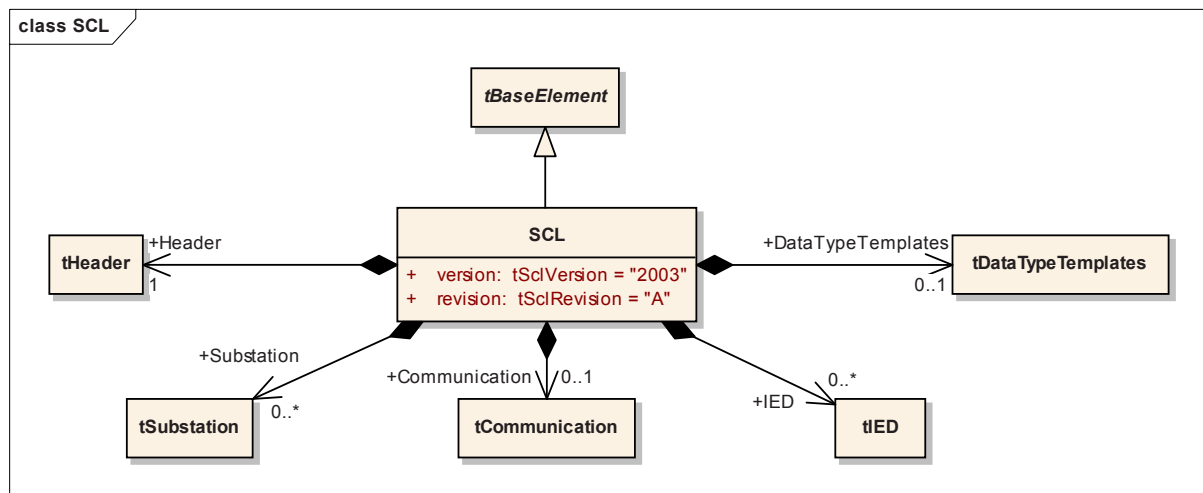 class SCL
tBaseElement
SCL
+ version: tSclVersion = "2003"
+ revision: tSclRevision = "A"
+Header
1
tHeader
+DataTypeTemplates
0..1
tDataTypeTemplates
+Substation
0..*
tSubstation
+Communication
0..1
tCommunication
0..*
+IED
tIED